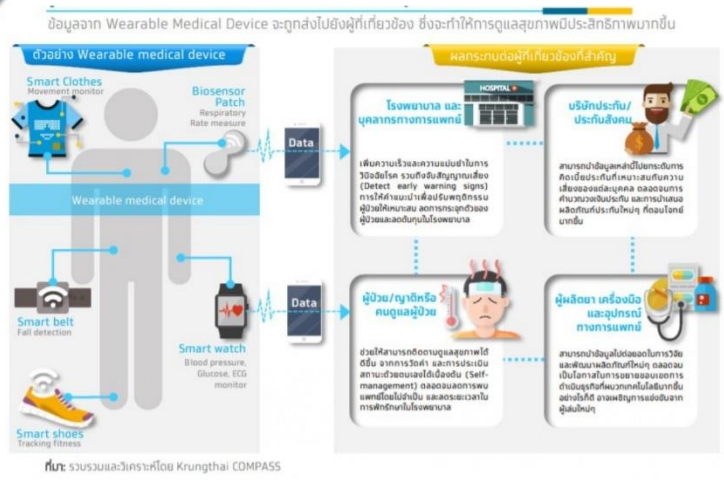 ข้อมูลจาก Wearable Medical Device จะถูกส่งไปยังผู้ที่เกี่ยวข้อง ซึ่งจะทำให้การดูแลสุขภาพมีประสิทธิภาพมากขึ้น
ตัวอย่าง Wearable medical device
Smart Clothes
Movement monitor
Biosensor
Patch
Respiratory
Rate measure
Data
Wearable medical device
Smart belt
Fall detection
Smart watch
Blood pressure,
Glucose, ECG
monitor
Data
Smart shoes
Tracking fitness
ผลกระทบต่อผู้ที่เกี่ยวข้องที่สำคัญ
โรงพยาบาล และ
บุคลากรทางการแพทย์
HOSPITAL
เพิ่มความเร็วและความแม่นยำในการ
วินิจฉัยโรค รวมถึงจับสัญญาณเสี่ยง
(Detect early warning signs)
การให้คำแนะนำเพื่อปรับพฤติกรรม
ผู้ป่วยให้เหมาะสม ลดการกระจุกตัวของ
ผู้ป่วยและลดต้นทุนในโรงพยาบาล
บริษัทประกัน/
ประกันสังคม
สามารถนำข้อมูลเหล่านี้ไปยกระดับการ
คิดเบี้ยประกันที่เหมาะสมกับความ
เสี่ยงของแต่ละบุคคล ตลอดจนการ
คำนวณวงเงินประกัน และการนำเสนอ
ผลิตภัณฑ์ประกันใหม่ๆ ที่ตอบโจทย์
มากขึ้น
ผู้ป่วย/ญาติหรือ
คนดูแลผู้ป่วย
ช่วยให้สามารถติดตามดูแลสุขภาพได้
ดีขึ้น จากการวัดค่า และการประเมิน
สถานะด้วยตนเองได้เบื้องต้น (Self-
management) ตลอดจนลดการพบ
แพทย์โดยไม่จำเป็น และลดระยะเวลาใน
การพักรักษาในโรงพยาบาล
ผู้ผลิตยา เครื่องมือ
และอุปกรณ์
ทางการแพทย์
สามารถนำข้อมูลไปต่อยอดในการวิจัย
และพัฒนาผลิตภัณฑ์ใหม่ๆ ตลอดจน
เป็นโอกาสในการขยายขอบเขตการ
ดำเนินธุรกิจที่ผนวกเทคโนโลยีมากขึ้น
อย่างไรก็ดี อาจเผชิญการแข่งขันจาก
ผู้เล่นใหม่ๆ
ที่มา: รวบรวมและวิเคราะห์โดย Krungthai COMPASS